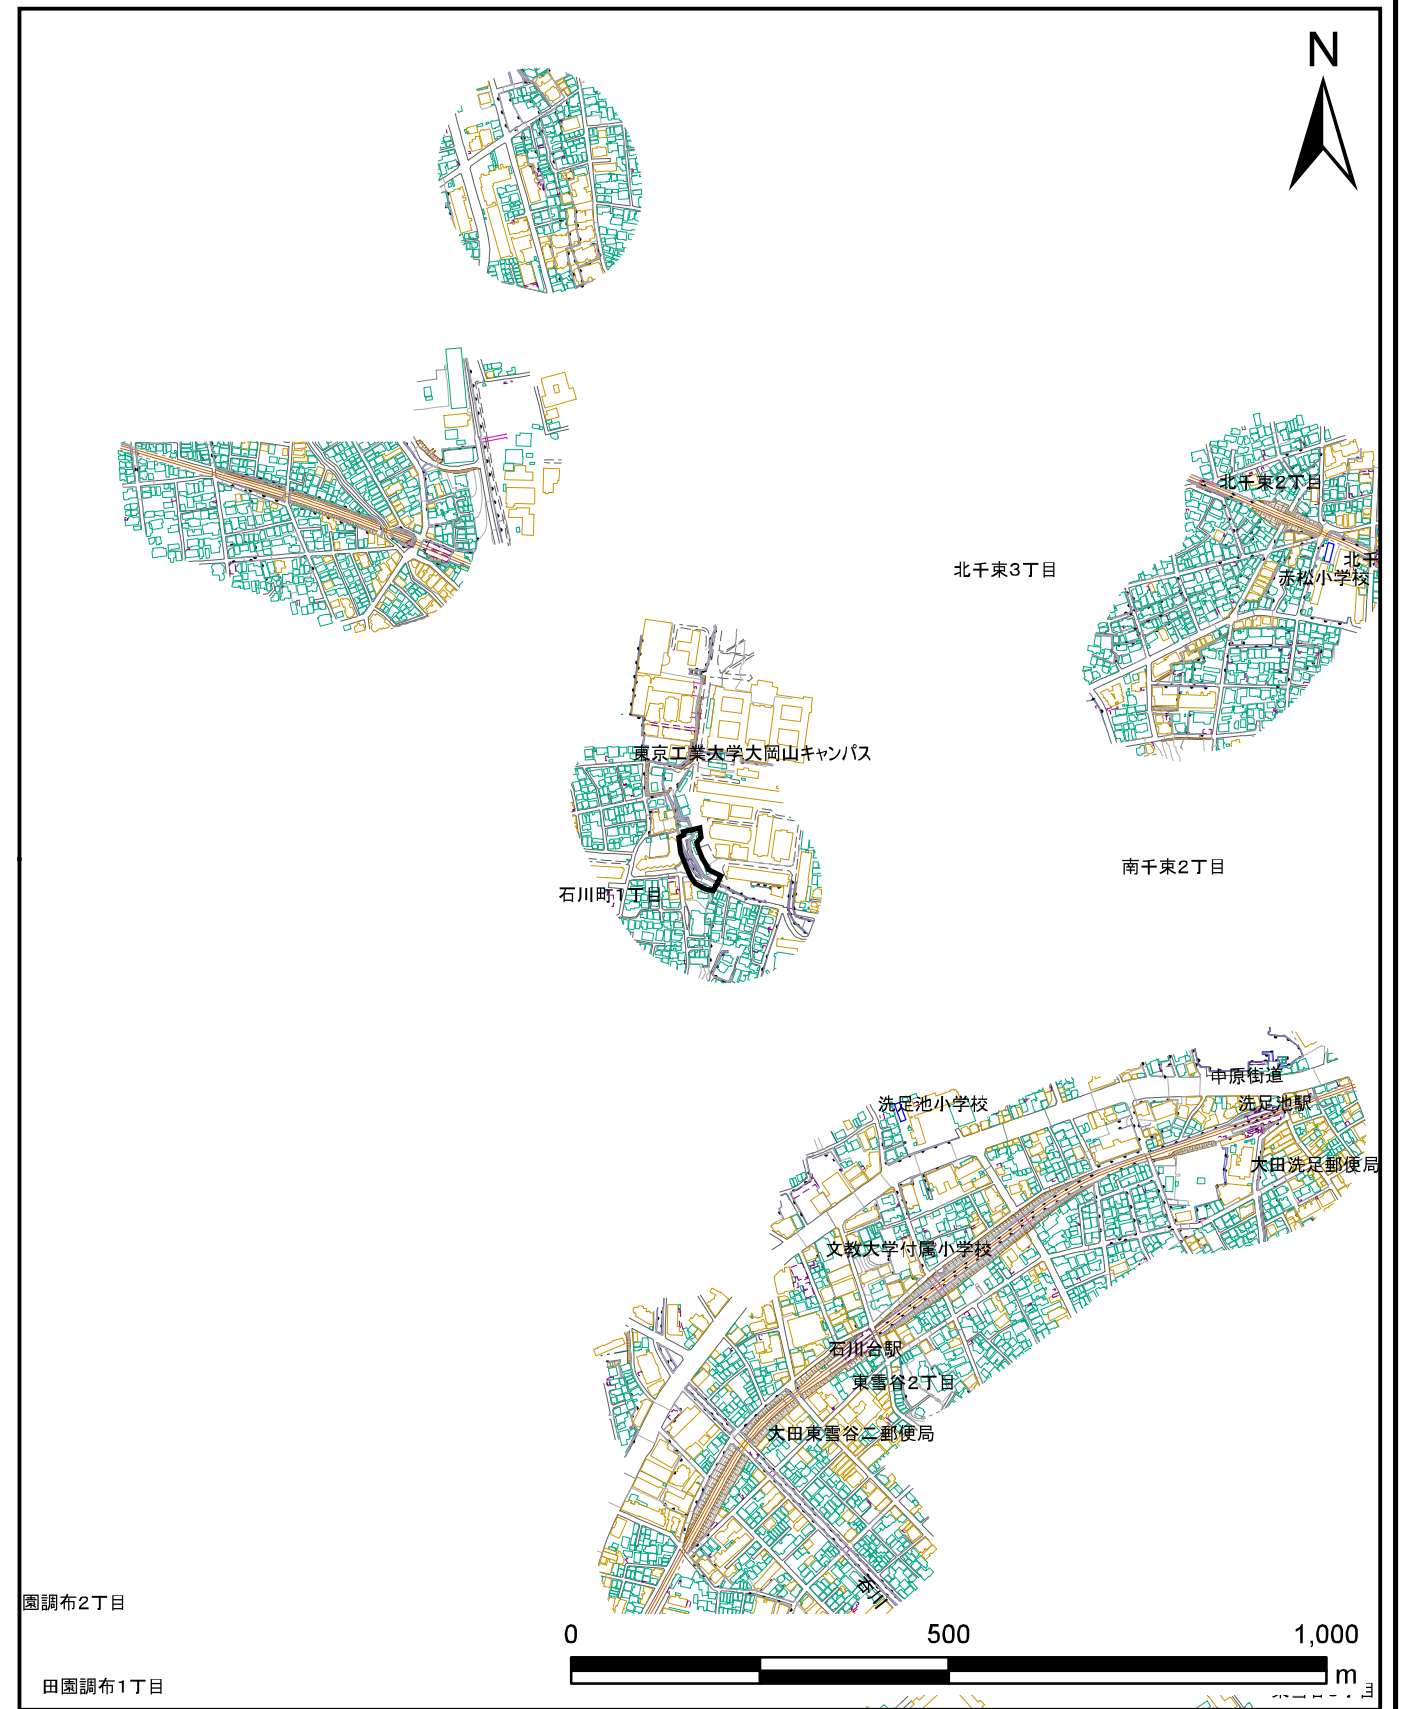 N
北千束2丁目
北千
北千束3丁目
赤松小学校
東京工業大学大岡山キャンパス
南千束2丁目
石川町1丁目
中原街道
洗足池小学校
洗足池駅
大田洗足郵便局
文教大学付属小学校
石川台駅
東雪谷2丁目
大田東雪谷二郵便局
呑川
園調布2丁目
0 500 1,000
m
田園調布1丁目